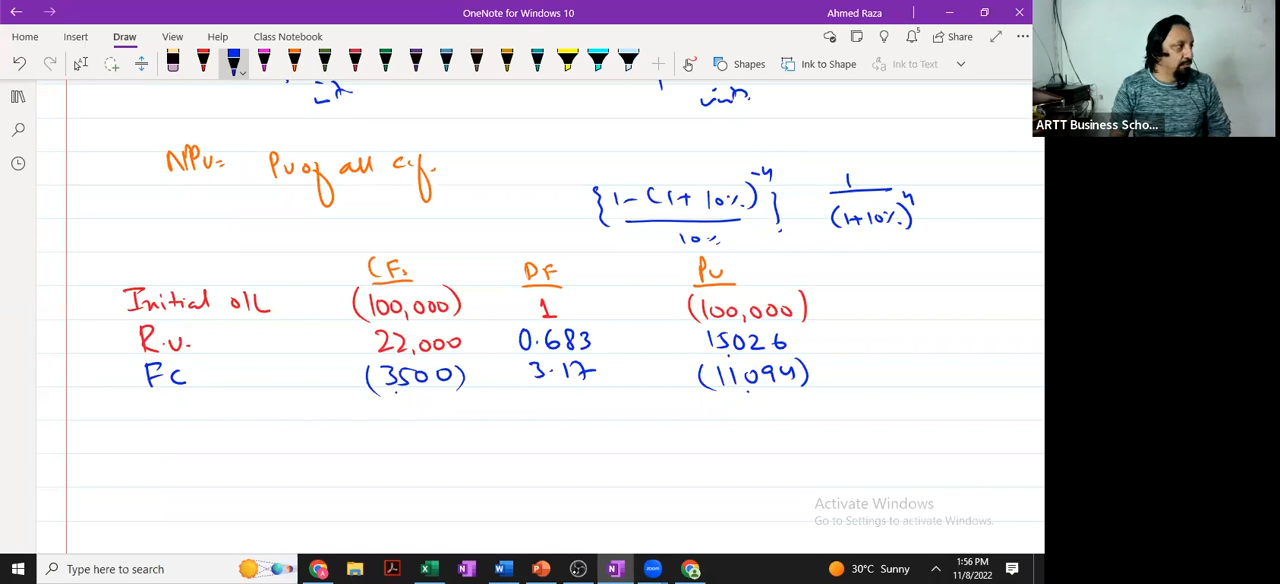 OneNote for Windows 10
Ahmed Raza
Home Insert Draw View Help Class Notebook
Share
Shapes Ink to Shape Ink to Text
ARTT Business Scho...
NPV= PV of all c.f.
{1-(1+10%)^-4 / 10%} 1/(1+10%)^4
CFs DF PV
Initial o/L (100,000) 1 (100,000)
R.V. 22,000 0.683 15026
FC (3500) 3.17 (11094)
Activate Windows
Go to Settings to activate Windows.
Type here to search
30°C Sunny
1:56 PM
11/8/2022